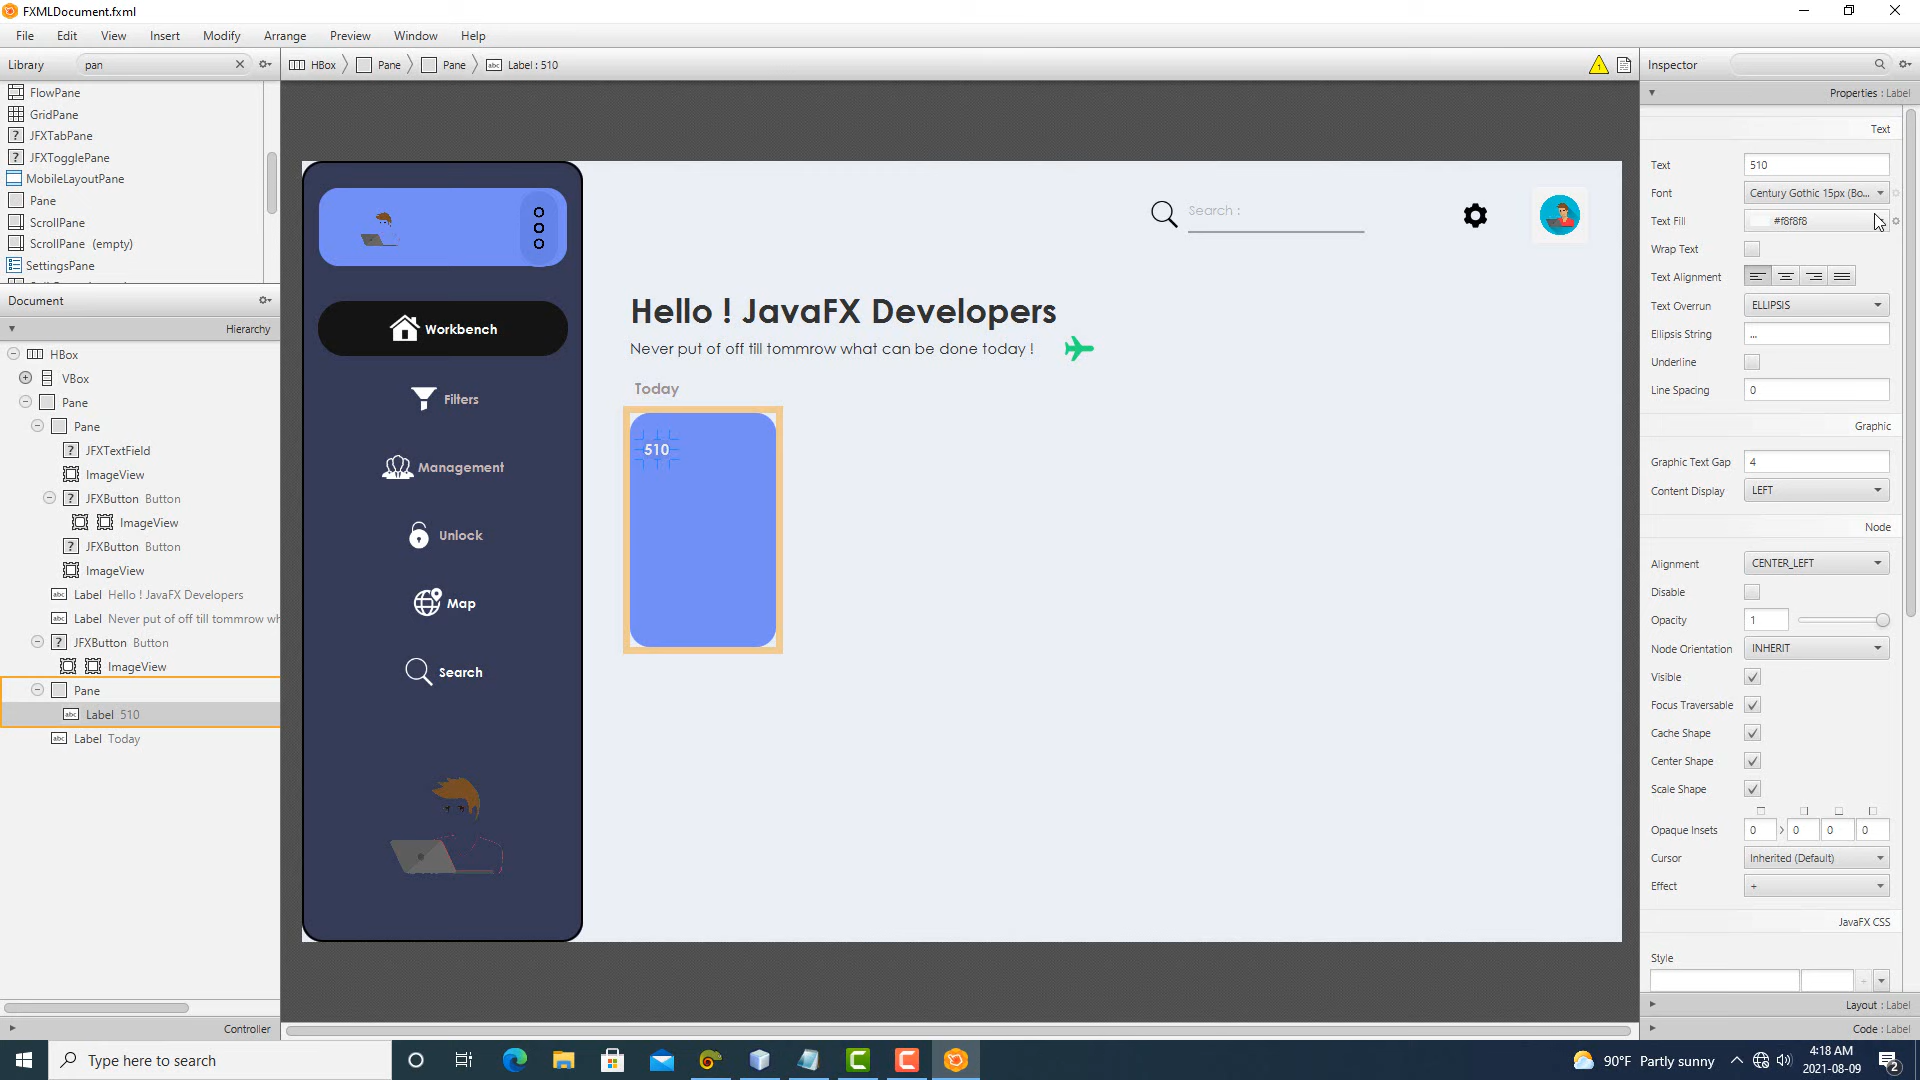 FXMLDocument.fxml
File Edit View Insert Modify Arrange Preview Window Help
Library pan
HBox Pane Pane Label : 510
Inspector
Properties : Label
FlowPane
GridPane
JFXTabPane
JFXTogglePane
MobileLayoutPane
Pane
ScrollPane
ScrollPane (empty)
SettingsPane
Document
Hierarchy
HBox
VBox
Pane
Pane
JFXTextField
ImageView
JFXButton Button
ImageView
JFXButton Button
ImageView
Label Hello ! JavaFX Developers
Label Never put of off till tommrow wh
JFXButton Button
ImageView
Pane
Label 510
Label Today
Controller
Workbench
Filters
Management
Unlock
Map
Search
Search :
Hello ! JavaFX Developers
Never put of off till tommrow what can be done today !
Today
510
Text
Text 510
Font Century Gothic 15px (Bo...
Text Fill #f8f8f8
Wrap Text
Text Alignment
Text Overrun ELLIPSIS
Ellipsis String ...
Underline
Line Spacing 0
Graphic
Graphic Text Gap 4
Content Display LEFT
Node
Alignment CENTER_LEFT
Disable
Opacity 1
Node Orientation INHERIT
Visible
Focus Traversable
Cache Shape
Center Shape
Scale Shape
Opaque Insets 0 0 0 0
Cursor Inherited (Default)
Effect +
JavaFX CSS
Style
Layout : Label
Code : Label
Type here to search
90°F Partly sunny
4:18 AM
2021-08-09
2